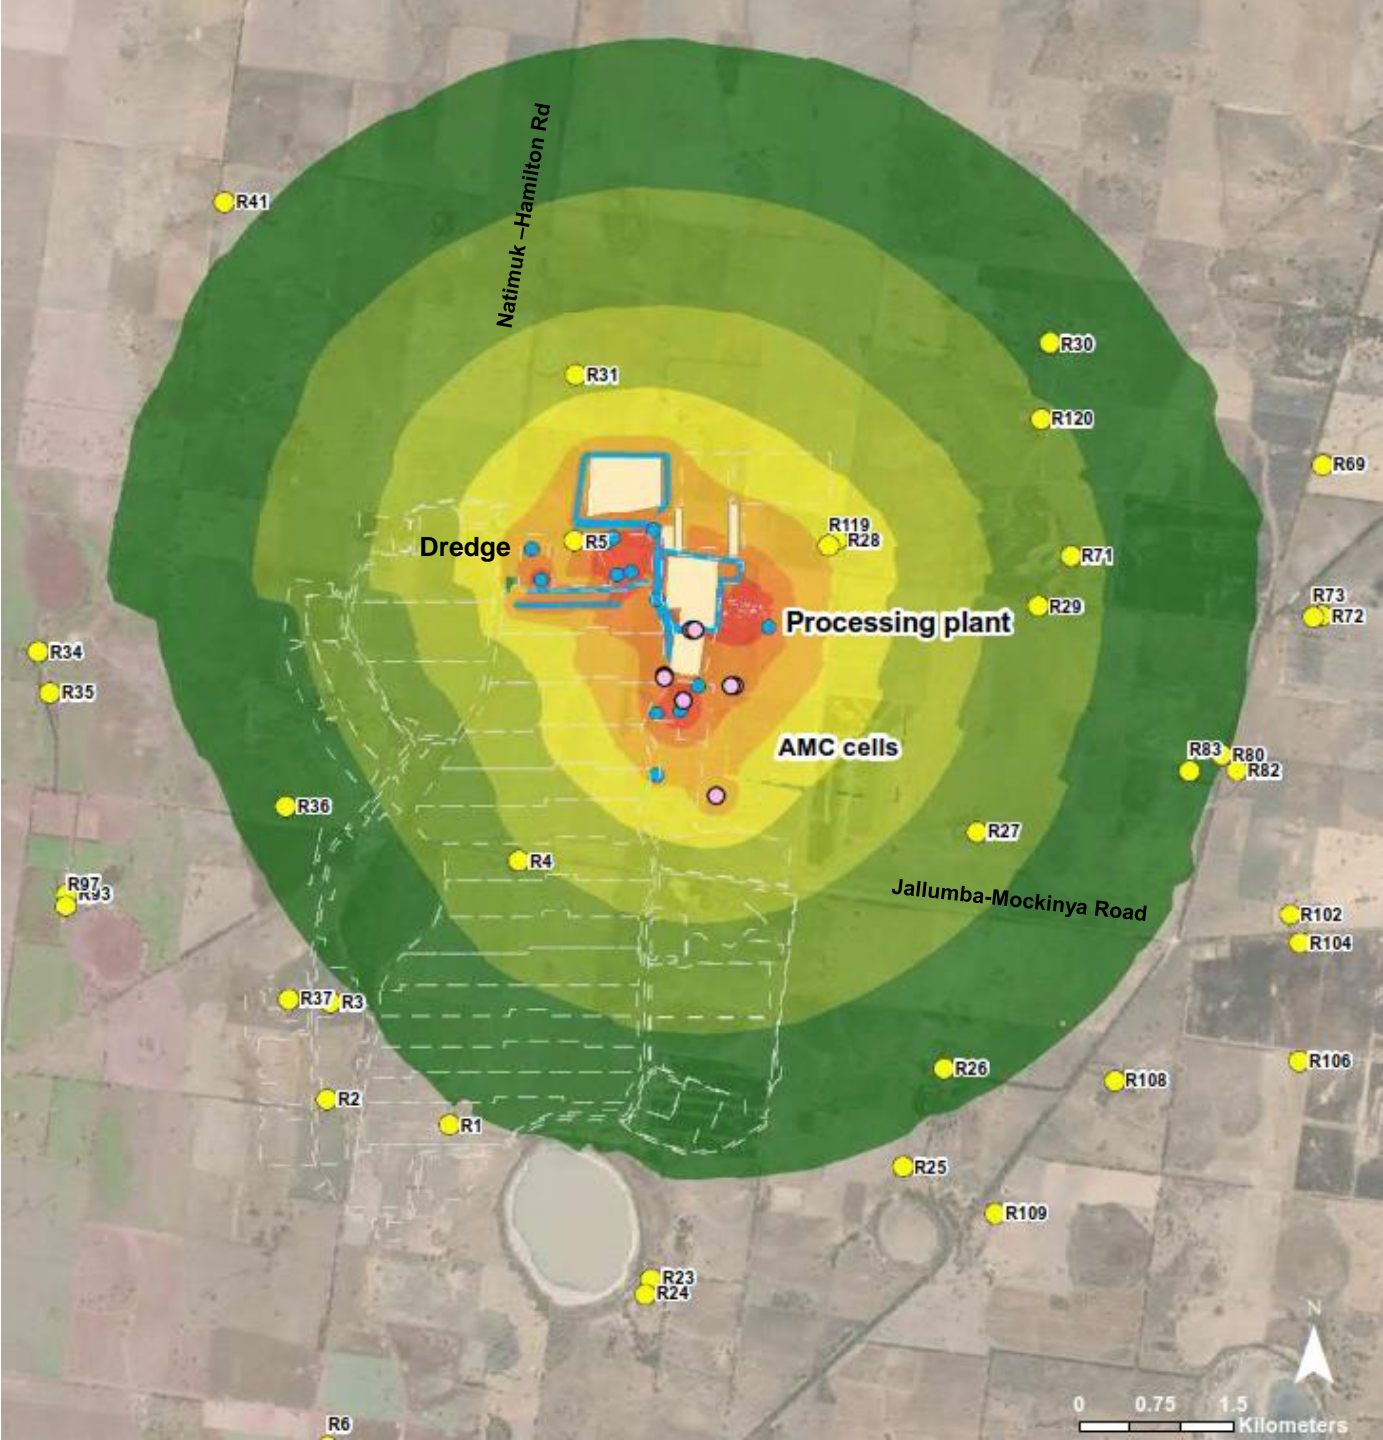 Natimuk –Hamilton Rd
R41
R30
R31
R120
R69
R119
R28
R5
Dredge
R71
R29
R73
R72
Processing plant
R34
R35
AMC cells
R83
R80
R82
R36
R27
R4
R97
R93
Jallumba-Mockinya Road
R102
R104
R37
R3
R26
R106
R108
R2
R1
R25
R109
R23
R24
N
0 0.75 1.5
Kilometers
R6